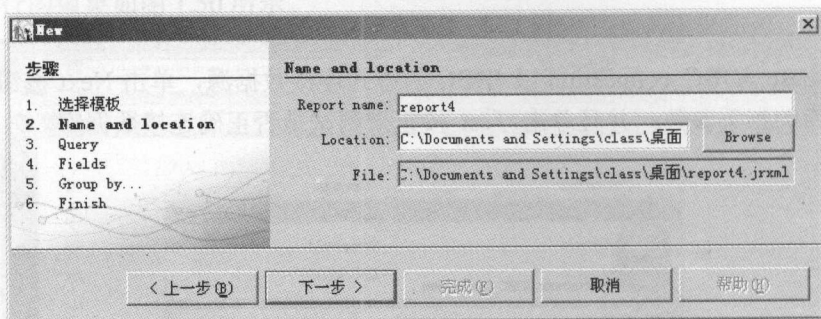 New
步骤
1. 选择模板
2. Name and location
3. Query
4. Fields
5. Group by...
6. Finish
Name and location
Report name: report4
Location: C:\Documents and Settings\class\桌面 Browse
File: C:\Documents and Settings\class\桌面\report4.jrxml
< 上一步(B) 下一步 > 完成(F) 取消 帮助(H)